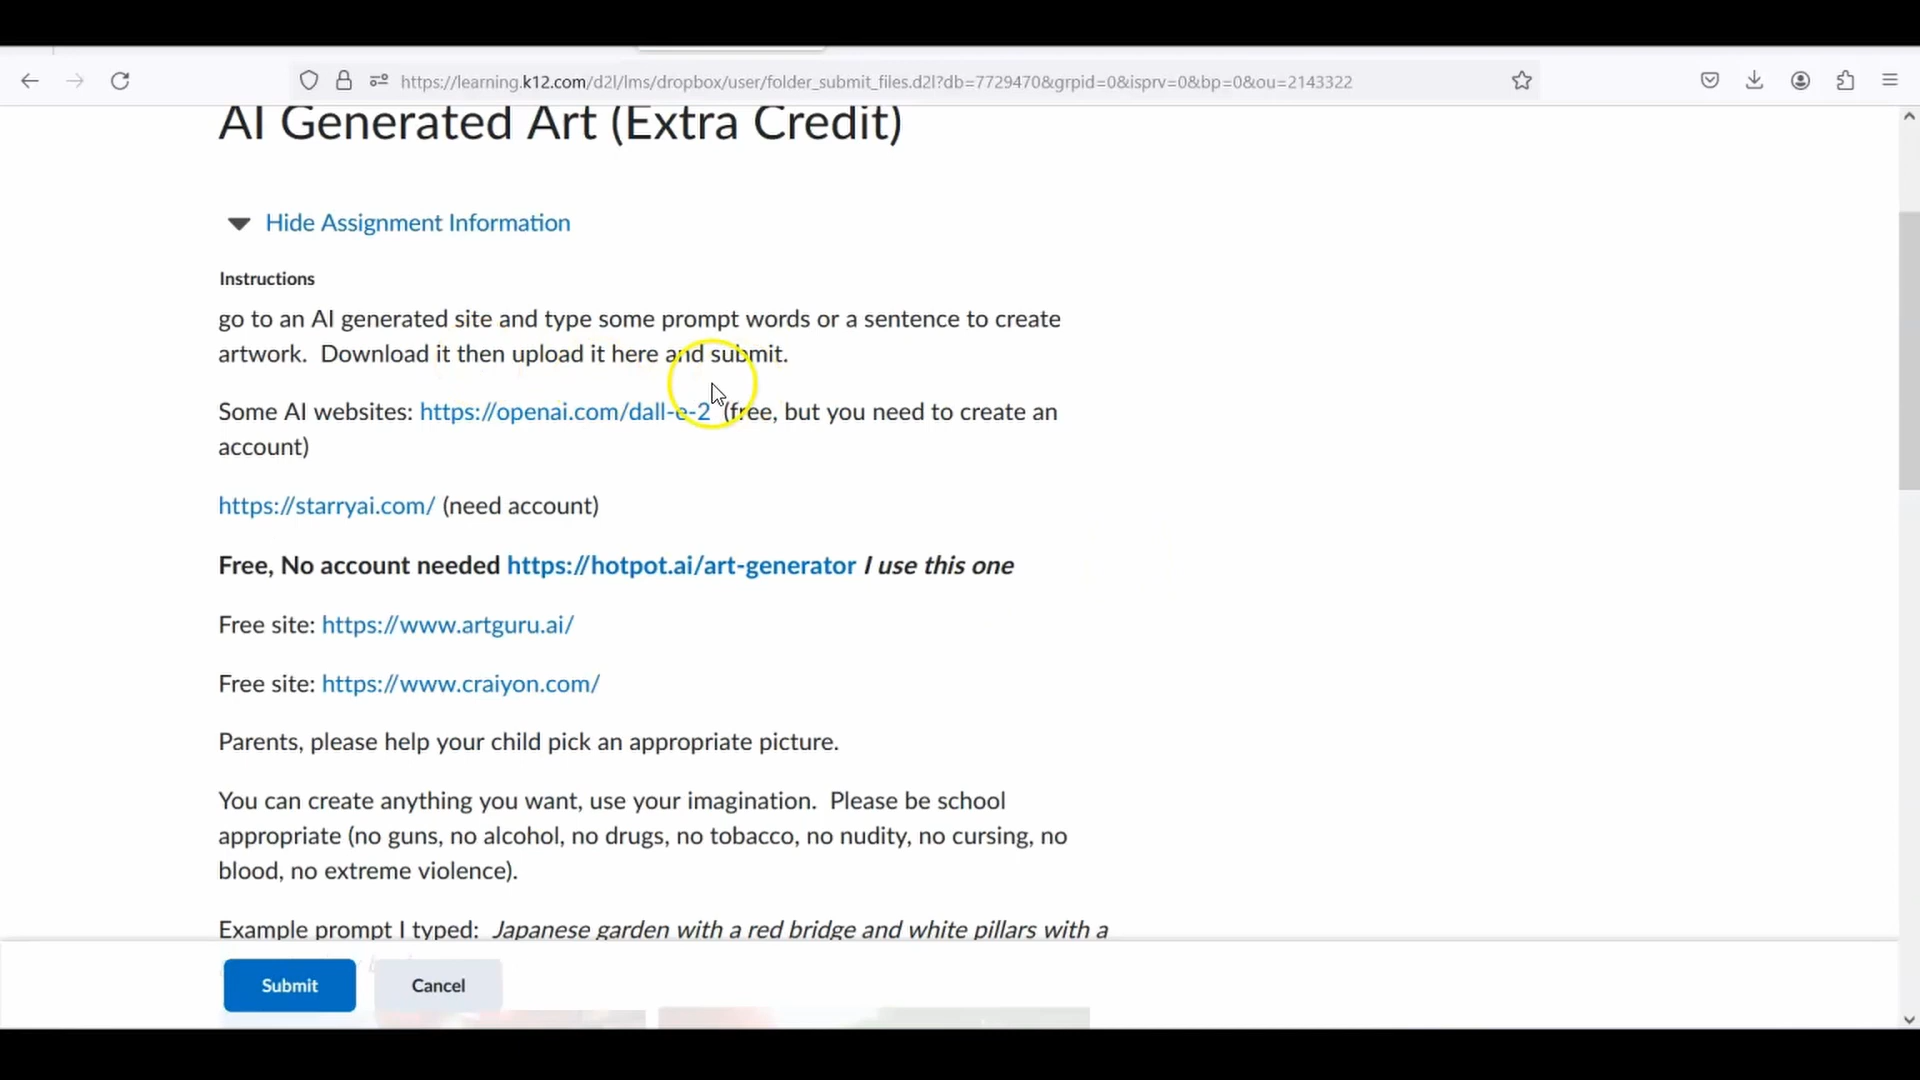 https://learning.k12.com/d2l/lms/dropbox/user/folder_submit_files.d2l?db=7729470&grpid=0&isprv=0&bp=0&ou=2143322
AI Generated Art (Extra Credit)
Hide Assignment Information
Instructions
go to an AI generated site and type some prompt words or a sentence to create
artwork.  Download it then upload it here and submit.
Some AI websites: https://openai.com/dall-e-2  (free, but you need to create an
account)
https://starryai.com/ (need account)
Free, No account needed https://hotpot.ai/art-generator I use this one
Free site: https://www.artguru.ai/
Free site: https://www.craiyon.com/
Parents, please help your child pick an appropriate picture.
You can create anything you want, use your imagination.  Please be school
appropriate (no guns, no alcohol, no drugs, no tobacco, no nudity, no cursing, no
blood, no extreme violence).
Example prompt I typed:  Japanese garden with a red bridge and white pillars with a
Submit
Cancel